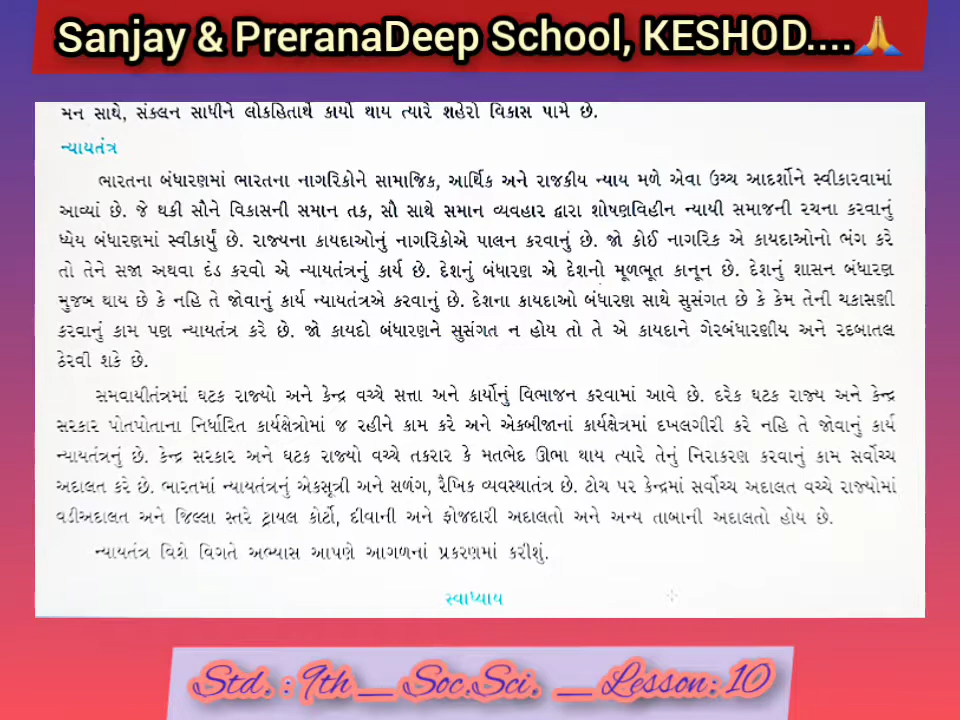 Sanjay & PreranaDeep School, KESHOD....🙏
મન સાથે, સંકલન સાધીને લોકહિતાર્થે કાર્યો થાય ત્યારે શહેરો વિકાસ પામે છે.
ન્યાયતંત્ર
ભારતના બંધારણમાં ભારતના નાગરિકોને સામાજિક, આર્થિક અને રાજકીય ન્યાય મળે એવા ઉચ્ચ આદર્શોને સ્વીકારવામાં
આવ્યાં છે. જે થકી સૌને વિકાસની સમાન તક, સૌ સાથે સમાન વ્યવહાર દ્વારા શોષણવિહીન ન્યાયી સમાજની રચના કરવાનું
ધ્યેય બંધારણમાં સ્વીકાર્યું છે. રાજ્યના કાયદાઓનું નાગરિકોએ પાલન કરવાનું છે. જો કોઈ નાગરિક એ કાયદાઓનો ભંગ કરે
તો તેને સજા અથવા દંડ કરવો એ ન્યાયતંત્રનું કાર્ય છે. દેશનું બંધારણ એ દેશનો મૂળભૂત કાનૂન છે. દેશનું શાસન બંધારણ
મુજબ થાય છે કે નહિ તે જોવાનું કાર્ય ન્યાયતંત્રએ કરવાનું છે. દેશના કાયદાઓ બંધારણ સાથે સુસંગત છે કે કેમ તેની ચકાસણી
કરવાનું કામ પણ ન્યાયતંત્ર કરે છે. જો કાયદો બંધારણને સુસંગત ન હોય તો તે એ કાયદાને ગેરબંધારણીય અને રદબાતલ
ઠેરવી શકે છે.
સમવાયીતંત્રમાં ઘટક રાજ્યો અને કેન્દ્ર વચ્ચે સત્તા અને કાર્યોનું વિભાજન કરવામાં આવે છે. દરેક ઘટક રાજ્ય અને કેન્દ્ર
સરકાર પોતપોતાના નિર્ધારિત કાર્યક્ષેત્રોમાં જ રહીને કામ કરે અને એકબીજાનાં કાર્યક્ષેત્રમાં દખલગીરી કરે નહિ તે જોવાનું કાર્ય
ન્યાયતંત્રનું છે. કેન્દ્ર સરકાર અને ઘટક રાજ્યો વચ્ચે તકરાર કે મતભેદ ઊભા થાય ત્યારે તેનું નિરાકરણ કરવાનું કામ સર્વોચ્ચ
અદાલત કરે છે. ભારતમાં ન્યાયતંત્રનું એકસૂત્રી અને સળંગ, રૈખિક વ્યવસ્થાતંત્ર છે. ટોચ પર કેન્દ્રમાં સર્વોચ્ચ અદાલત વચ્ચે રાજ્યોમાં
વડીઅદાલત અને જિલ્લા સ્તરે ટ્રાયલ કોર્ટો, દીવાની અને ફોજદારી અદાલતો અને અન્ય તાબાની અદાલતો હોય છે.
ન્યાયતંત્ર વિશે વિગતે અભ્યાસ આપણે આગળનાં પ્રકરણમાં કરીશું.
સ્વાધ્યાય
Std. : 9th __ Soc.Sci. __ Lesson: 10